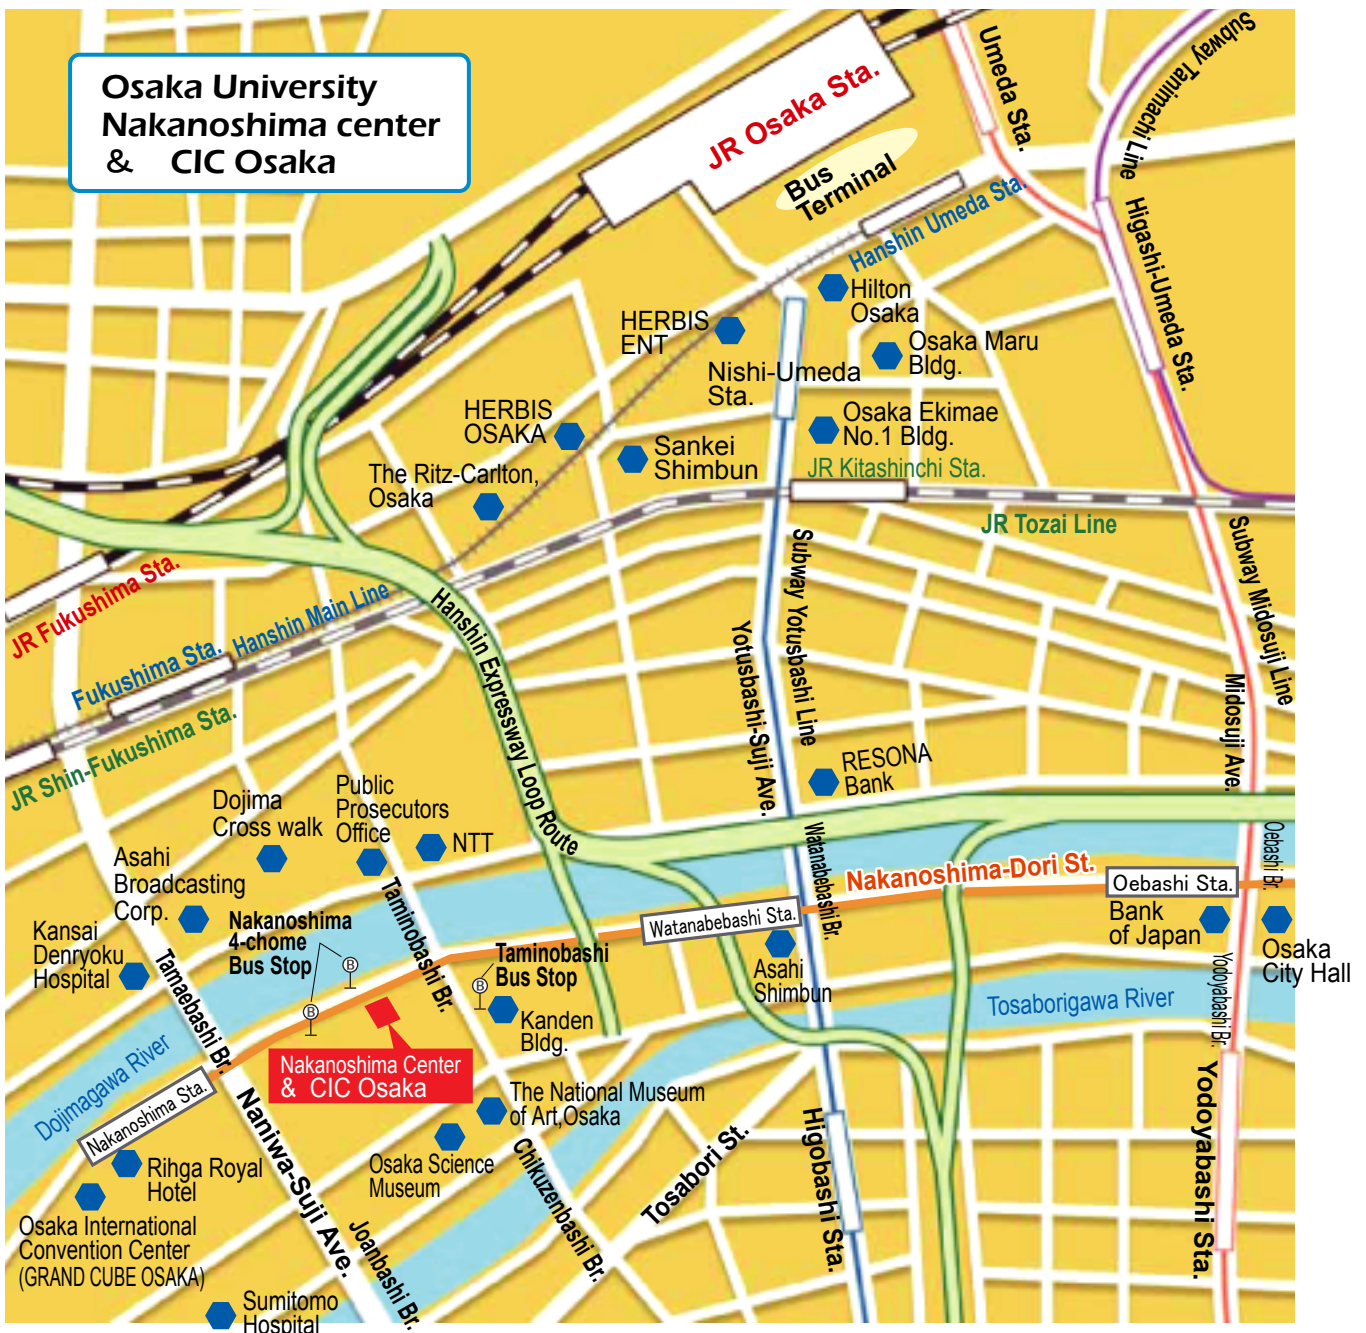 Osaka University
Nakanoshima center
& CIC Osaka
JR Osaka Sta.
Bus
Terminal
Umeda Sta.
Subway Tanimachi Line
Hanshin Umeda Sta.
Higashi-Umeda Sta.
Hilton
Osaka
HERBIS
ENT
Osaka Maru
Bldg.
Nishi-Umeda
Sta.
HERBIS
OSAKA
Osaka Ekimae
No.1 Bldg.
Sankei
Shimbun
JR Kitashinchi Sta.
The Ritz-Carlton,
Osaka
JR Tozai Line
JR Fukushima Sta.
Hanshin Main Line
Fukushima Sta.
JR Shin-Fukushima Sta.
Hanshin Expressway Loop Route
Subway Yotusbashi Line
Yotusbashi-Suji Ave.
Subway Midosuji Line
Midosuji Ave.
RESONA
Bank
Public
Prosecutors
Office
Dojima
Cross walk
NTT
Asahi
Broadcasting
Corp.
Watanabebashi Br.
Oebashi Br.
Nakanoshima-Dori St.
Oebashi Sta.
Kansai
Denryoku
Hospital
Nakanoshima
4-chome
Bus Stop
Taminobashi Br.
Watanabebashi Sta.
Bank
of Japan
Osaka
City Hall
Tamaebashi Br.
B
B
Taminobashi
Bus Stop
B
Asahi
Shimbun
Yodoyabashi Br.
Tosaborigawa River
Kanden
Bldg.
Dojimagawa River
Nakanoshima Center
& CIC Osaka
Nakanoshima Sta.
The National Museum
of Art,Osaka
Osaka Science
Museum
Rihga Royal
Hotel
Naniwa-Suji Ave.
Chikuzenbashi Br.
Tosabori St.
Higobashi Sta.
Yodoyabashi Sta.
Osaka International
Convention Center
(GRAND CUBE OSAKA)
Joanbashi Br.
Sumitomo
Hospital